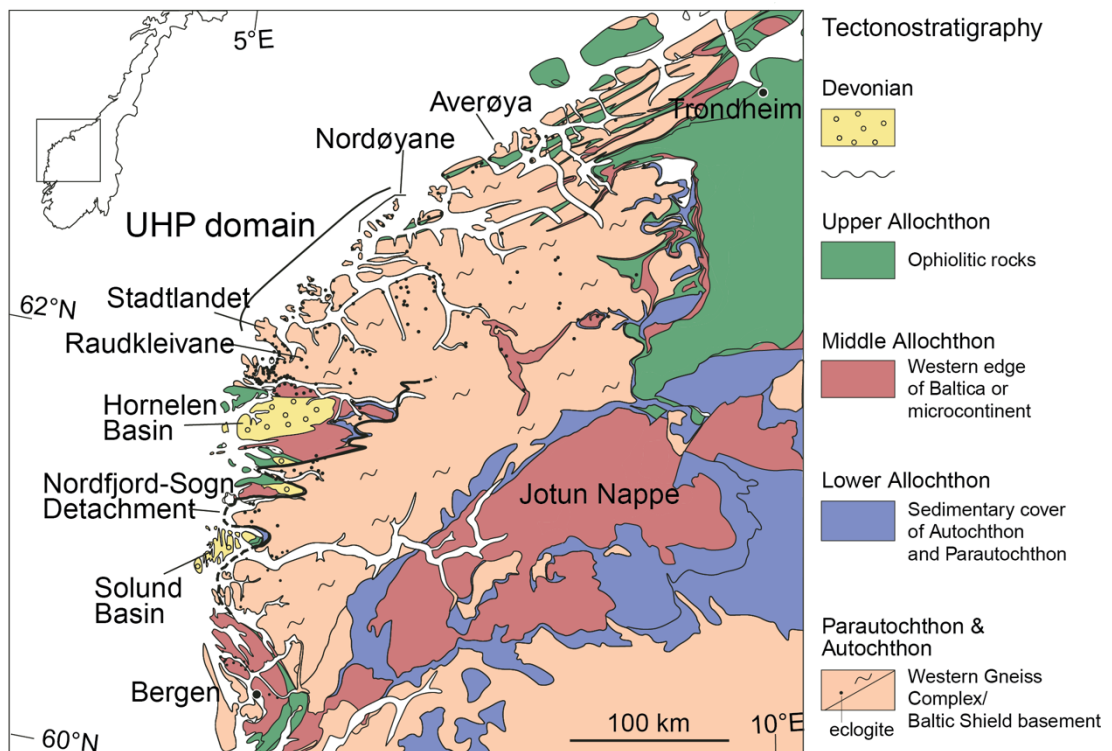 5°E
Averøya
Nordøyane
Trondheim
UHP domain
62°N
Stadtlandet
Raudkleivane
Hornelen
Basin
Nordfjord-Sogn
Detachment
Jotun Nappe
Solund
Basin
Bergen
60°N
100 km
10°E
Tectonostratigraphy
Devonian
Upper Allochthon
Ophiolitic rocks
Middle Allochthon
Western edge
of Baltica or
microcontinent
Lower Allochthon
Sedimentary cover
of Autochthon
and Parautochthon
Parautochthon &
Autochthon
Western Gneiss
Complex/
Baltic Shield basement
eclogite